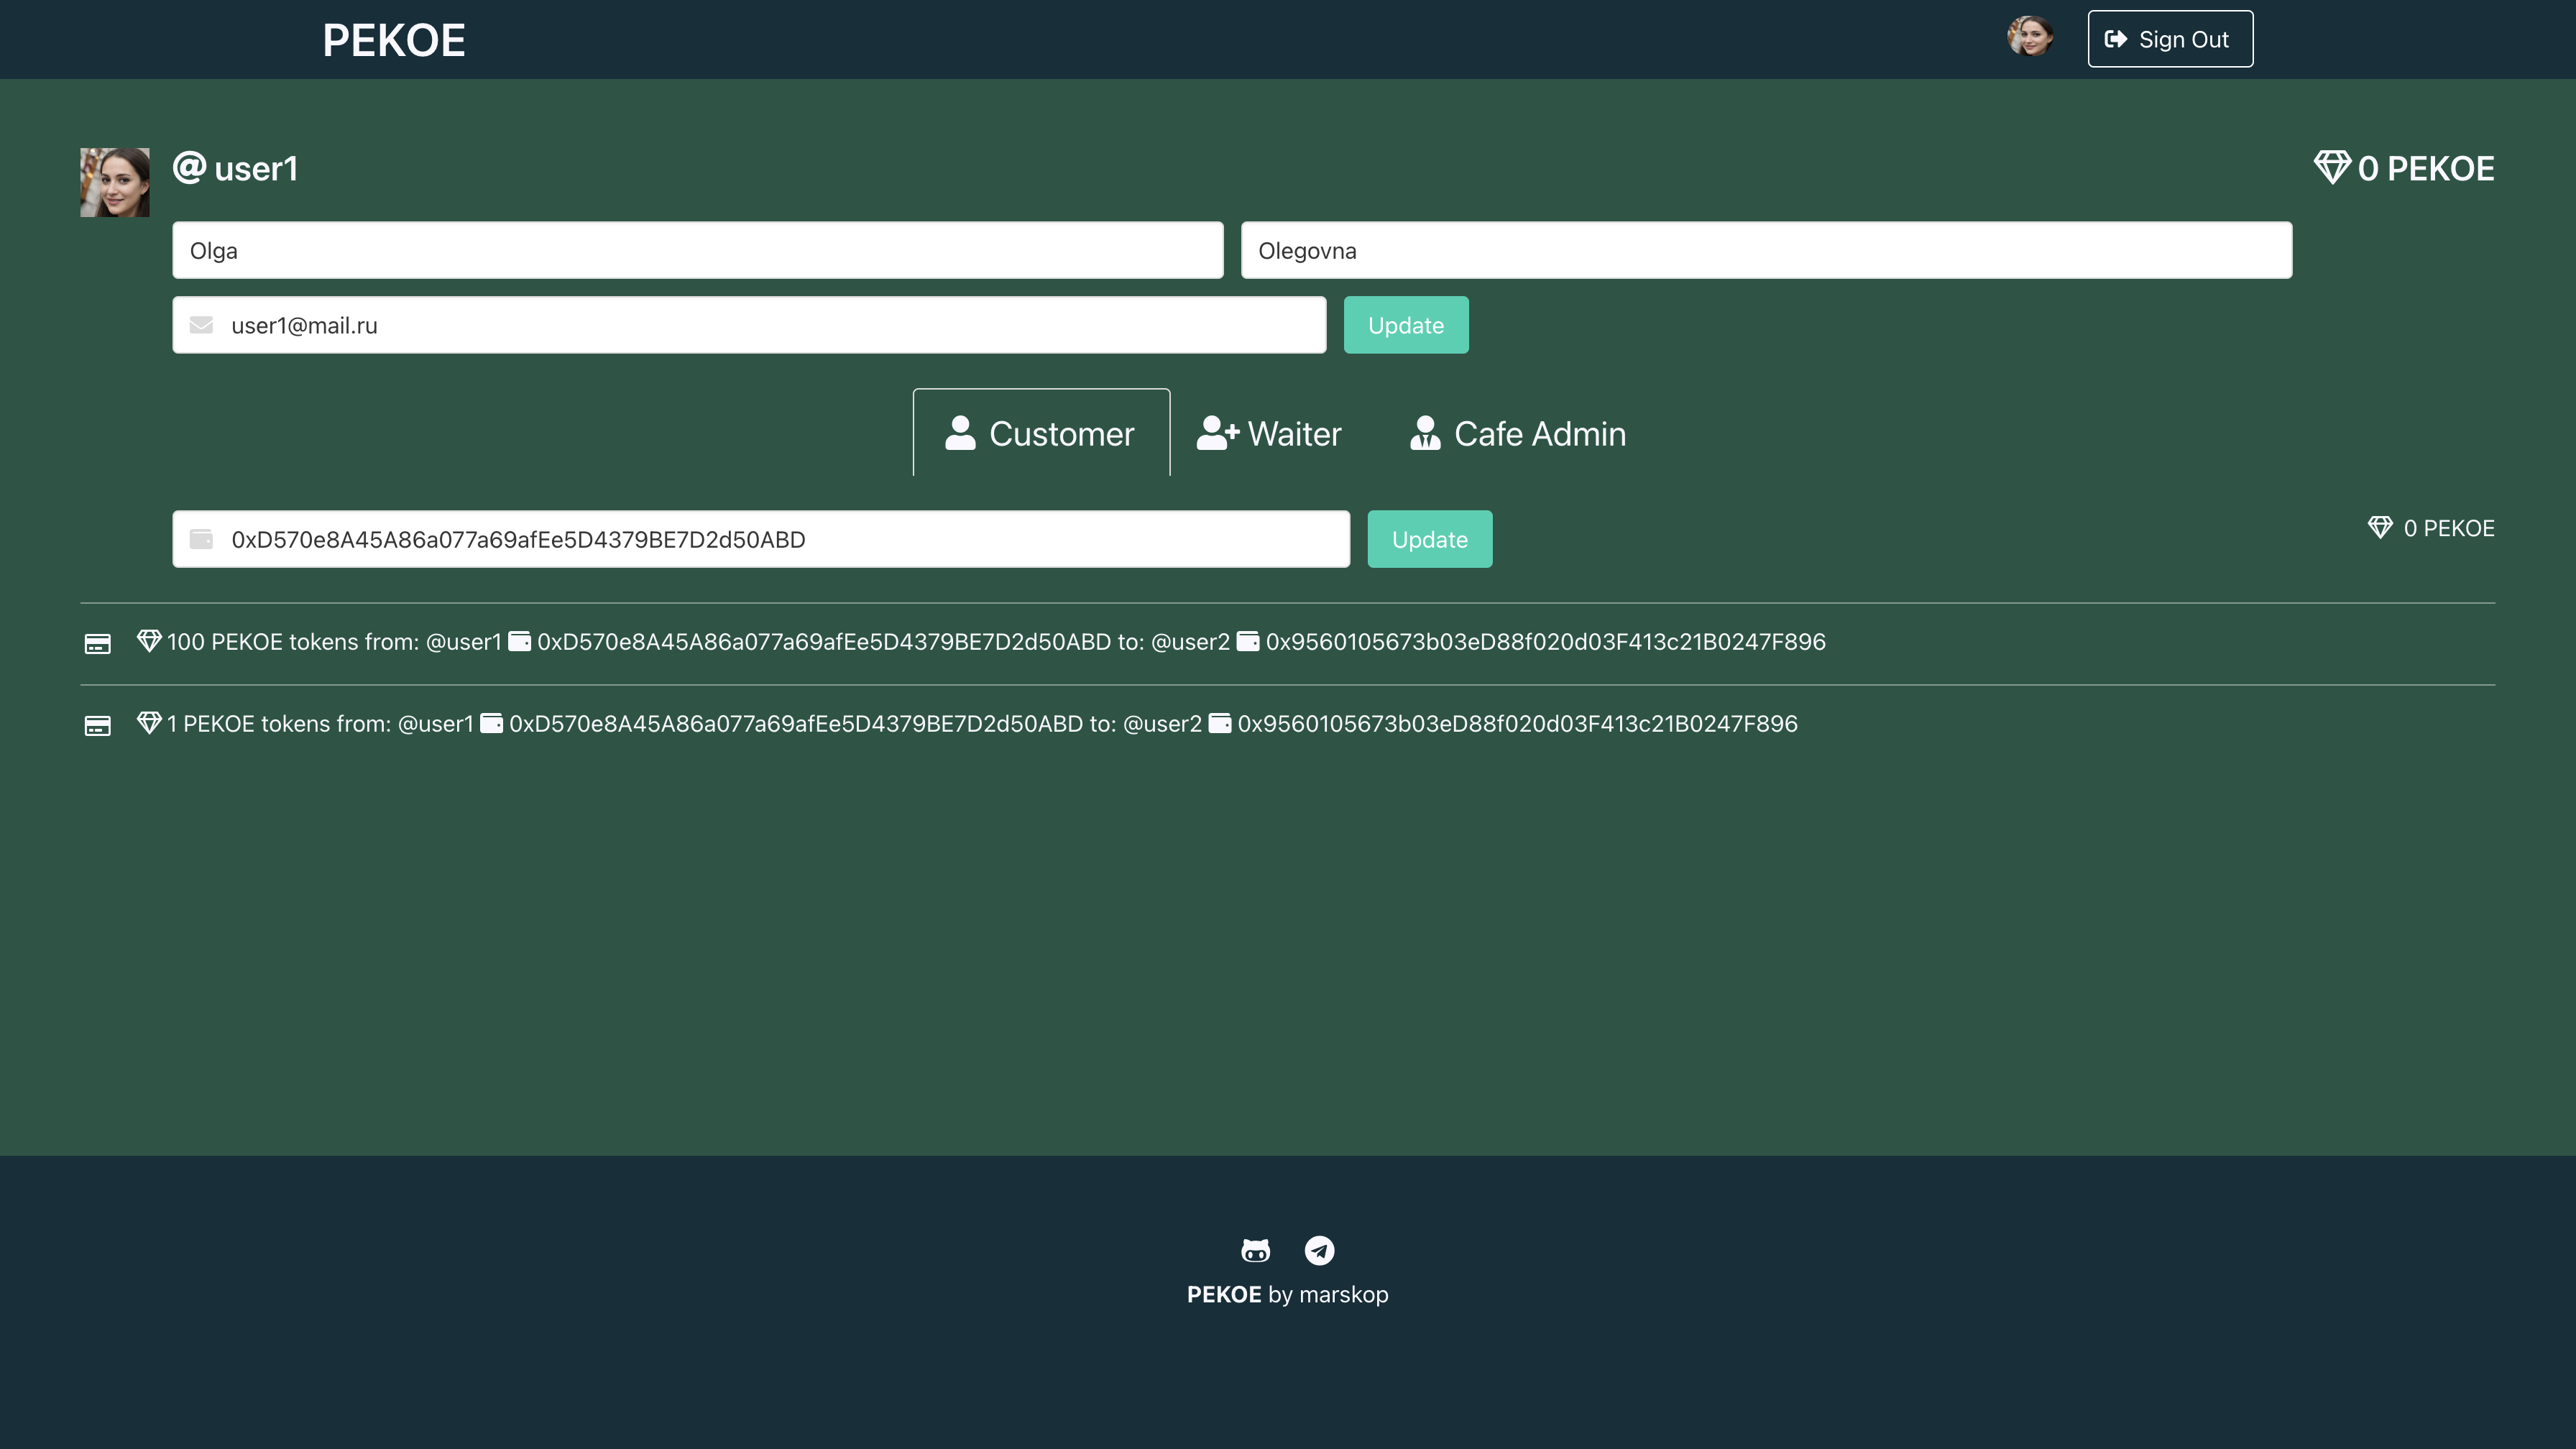 PEKOE
Sign Out
@ user1
0 PEKOE
Olga
Olegovna
user1@mail.ru
Update
Customer
Waiter
Cafe Admin
0xD570e8A45A86a077a69afEe5D4379BE7D2d50ABD
Update
0 PEKOE
100 PEKOE tokens from: @user1 0xD570e8A45A86a077a69afEe5D4379BE7D2d50ABD to: @user2 0x9560105673b03eD88f020d03F413c21B0247F896
1 PEKOE tokens from: @user1 0xD570e8A45A86a077a69afEe5D4379BE7D2d50ABD to: @user2 0x9560105673b03eD88f020d03F413c21B0247F896
PEKOE by marskop